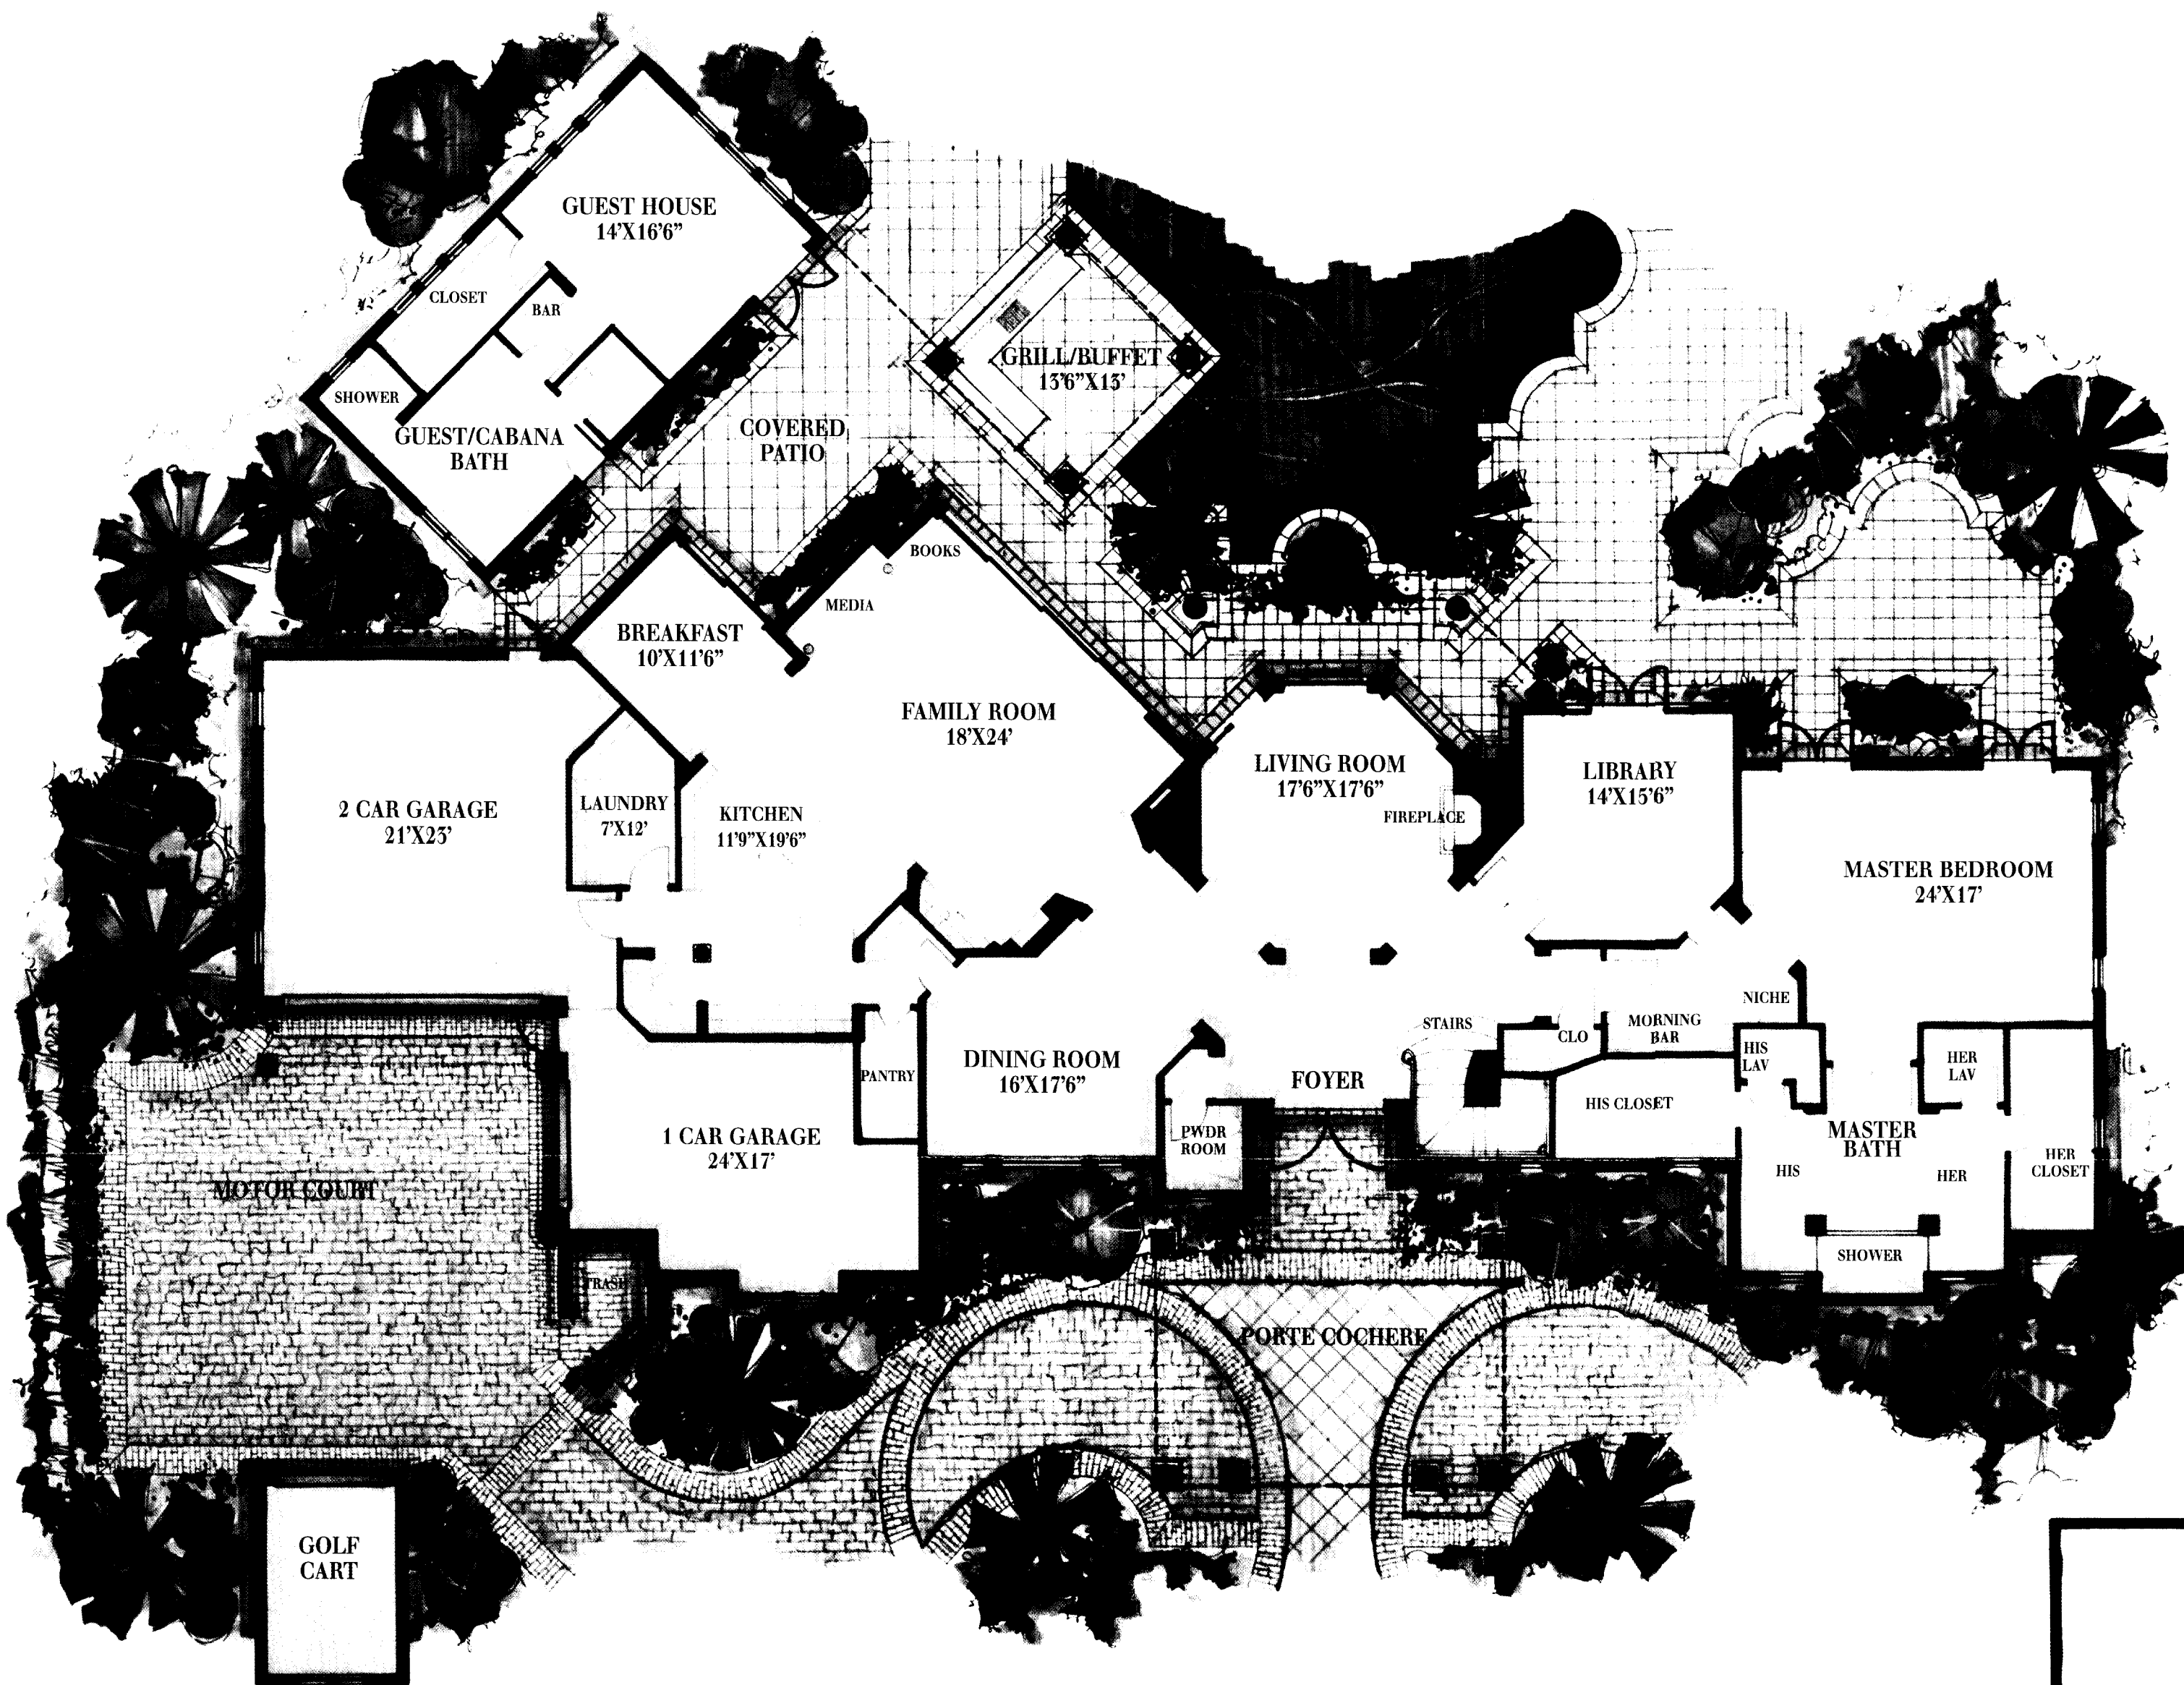 GUEST HOUSE
14'X16'6”
CLOSET
BAR
SHOWER
GUEST/CABANA
BATH
COVERED
PATIO
GRILL/BUFFET
13'6”X13'
BOOKS
MEDIA
BREAKFAST
10'X11'6”
FAMILY ROOM
18'X24'
LIVING ROOM
17'6”X17'6”
FIREPLACE
LIBRARY
14'X15'6”
2 CAR GARAGE
21'X23'
LAUNDRY
7'X12'
KITCHEN
11'9”X19'6”
MASTER BEDROOM
24'X17'
NICHE
STAIRS
CLO
MORNING
BAR
HIS
LAV
HER
LAV
PANTRY
DINING ROOM
16'X17'6”
FOYER
HIS CLOSET
1 CAR GARAGE
24'X17'
PWDR
ROOM
MASTER
BATH
HIS
HER
HER
CLOSET
MOTOR COURT
SHOWER
TRASH
PORTE COCHERE
GOLF
CART